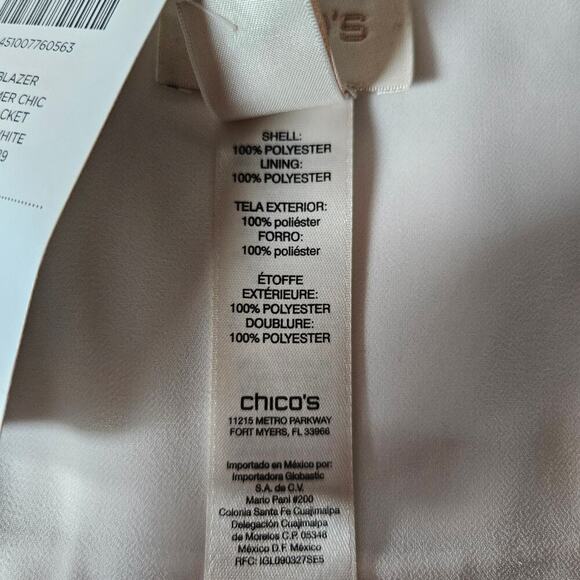 451007760563
BLAZER
MER CHIC
CKET
WHITE
'S
SHELL:
100% POLYESTER
LINING:
100% POLYESTER
TELA EXTERIOR:
100% poliéster
FORRO:
100% poliéster
ÉTOFFE
EXTÉRIEURE:
100% POLYESTER
DOUBLURE:
100% POLYESTER
chico's
11215 METRO PARKWAY
FORT MYERS, FL 33966
Importado en México por:
Importadora Globastic
S.A. de C.V.
Mario Pani #200
Colonia Santa Fe Cuajimalpa
Delegación Cuajimalpa
de Morelos C.P. 05348
México D.F. México
RFC: IGL090327SE5